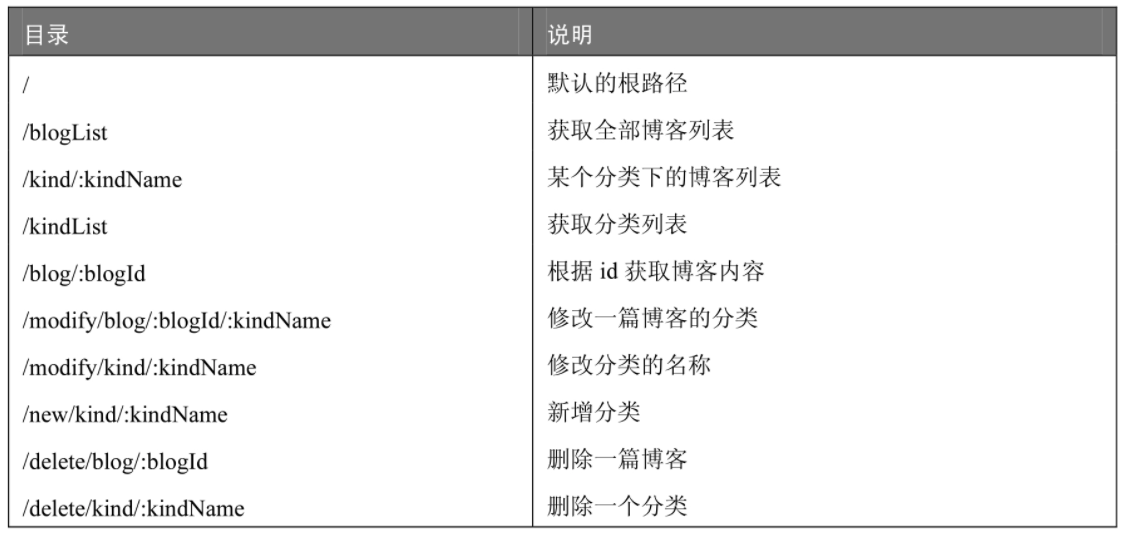 目录 说明
/ 默认的根路径
/blogList 获取全部博客列表
/kind/:kindName 某个分类下的博客列表
/kindList 获取分类列表
/blog/:blogId 根据 id 获取博客内容
/modify/blog/:blogId/:kindName 修改一篇博客的分类
/modify/kind/:kindName 修改分类的名称
/new/kind/:kindName 新增分类
/delete/blog/:blogId 删除一篇博客
/delete/kind/:kindName 删除一个分类